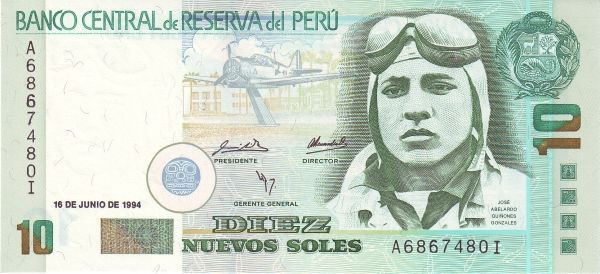 BANCO CENTRAL de RESERVA del PERÚ
A6867480I
10
PRESIDENTE
DIRECTOR
GERENTE GENERAL
16 DE JUNIO DE 1994
JOSÉ
ABELARDO
QUIÑONES
GONZALES
10
DIEZ
NUEVOS SOLES
A6867480I